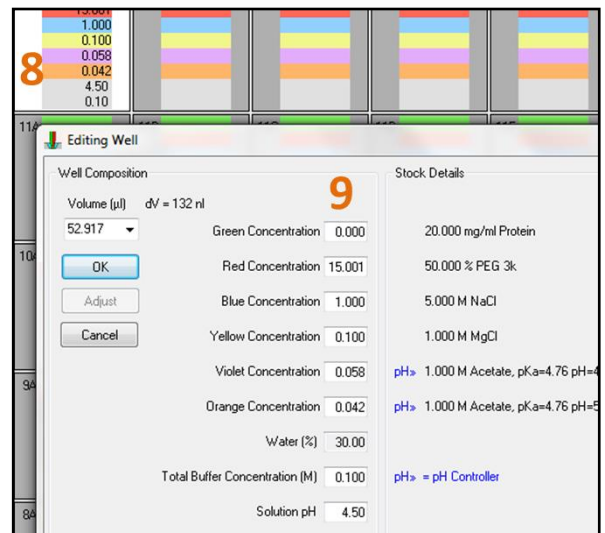 1.000
0.100
0.058
0.042
4.50
0.10
8
11A
Editing Well
Well Composition
Volume (µl) dV = 132 nl
52.917
OK
Adjust
Cancel
9
Green Concentration 0.000
Red Concentration 15.001
Blue Concentration 1.000
Yellow Concentration 0.100
Violet Concentration 0.058
Orange Concentration 0.042
Water (%) 30.00
Total Buffer Concentration (M) 0.100
Solution pH 4.50
Stock Details
20.000 mg/ml Protein
50.000 % PEG 3k
5.000 M NaCl
1.000 M MgCl
pH» 1.000 M Acetate, pKa=4.76 pH=4
pH» 1.000 M Acetate, pKa=4.76 pH=5
pH» = pH Controller
9A
8A